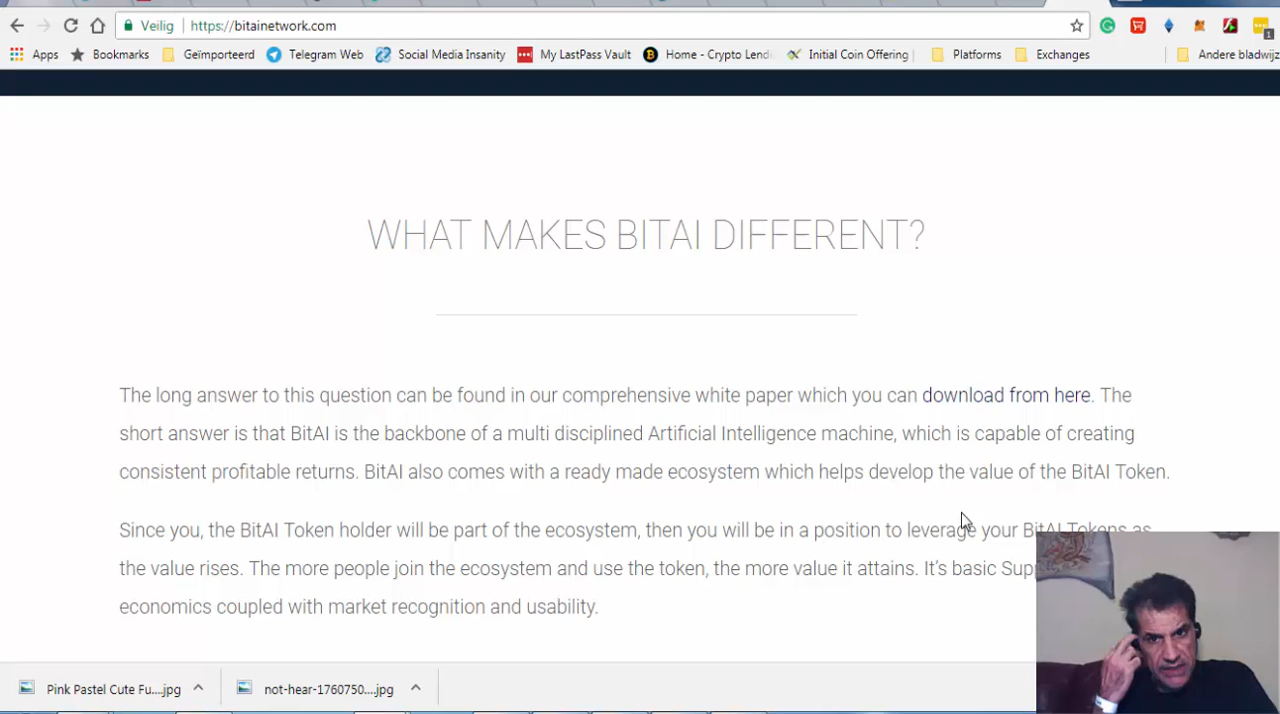 Veilig https://bitainetwork.com
1
Apps Bookmarks Geïmporteerd Telegram Web Social Media Insanity My LastPass Vault Home - Crypto Lendi Initial Coin Offering | Platforms Exchanges Andere bladwijz
WHAT MAKES BITAI DIFFERENT?
The long answer to this question can be found in our comprehensive white paper which you can download from here. The
short answer is that BitAI is the backbone of a multi disciplined Artificial Intelligence machine, which is capable of creating
consistent profitable returns. BitAI also comes with a ready made ecosystem which helps develop the value of the BitAI Token.
Since you, the BitAI Token holder will be part of the ecosystem, then you will be in a position to leverage your BitAI Tokens as
the value rises. The more people join the ecosystem and use the token, the more value it attains. It's basic Sup
economics coupled with market recognition and usability.
Pink Pastel Cute Fu....jpg not-hear-1760750....jpg